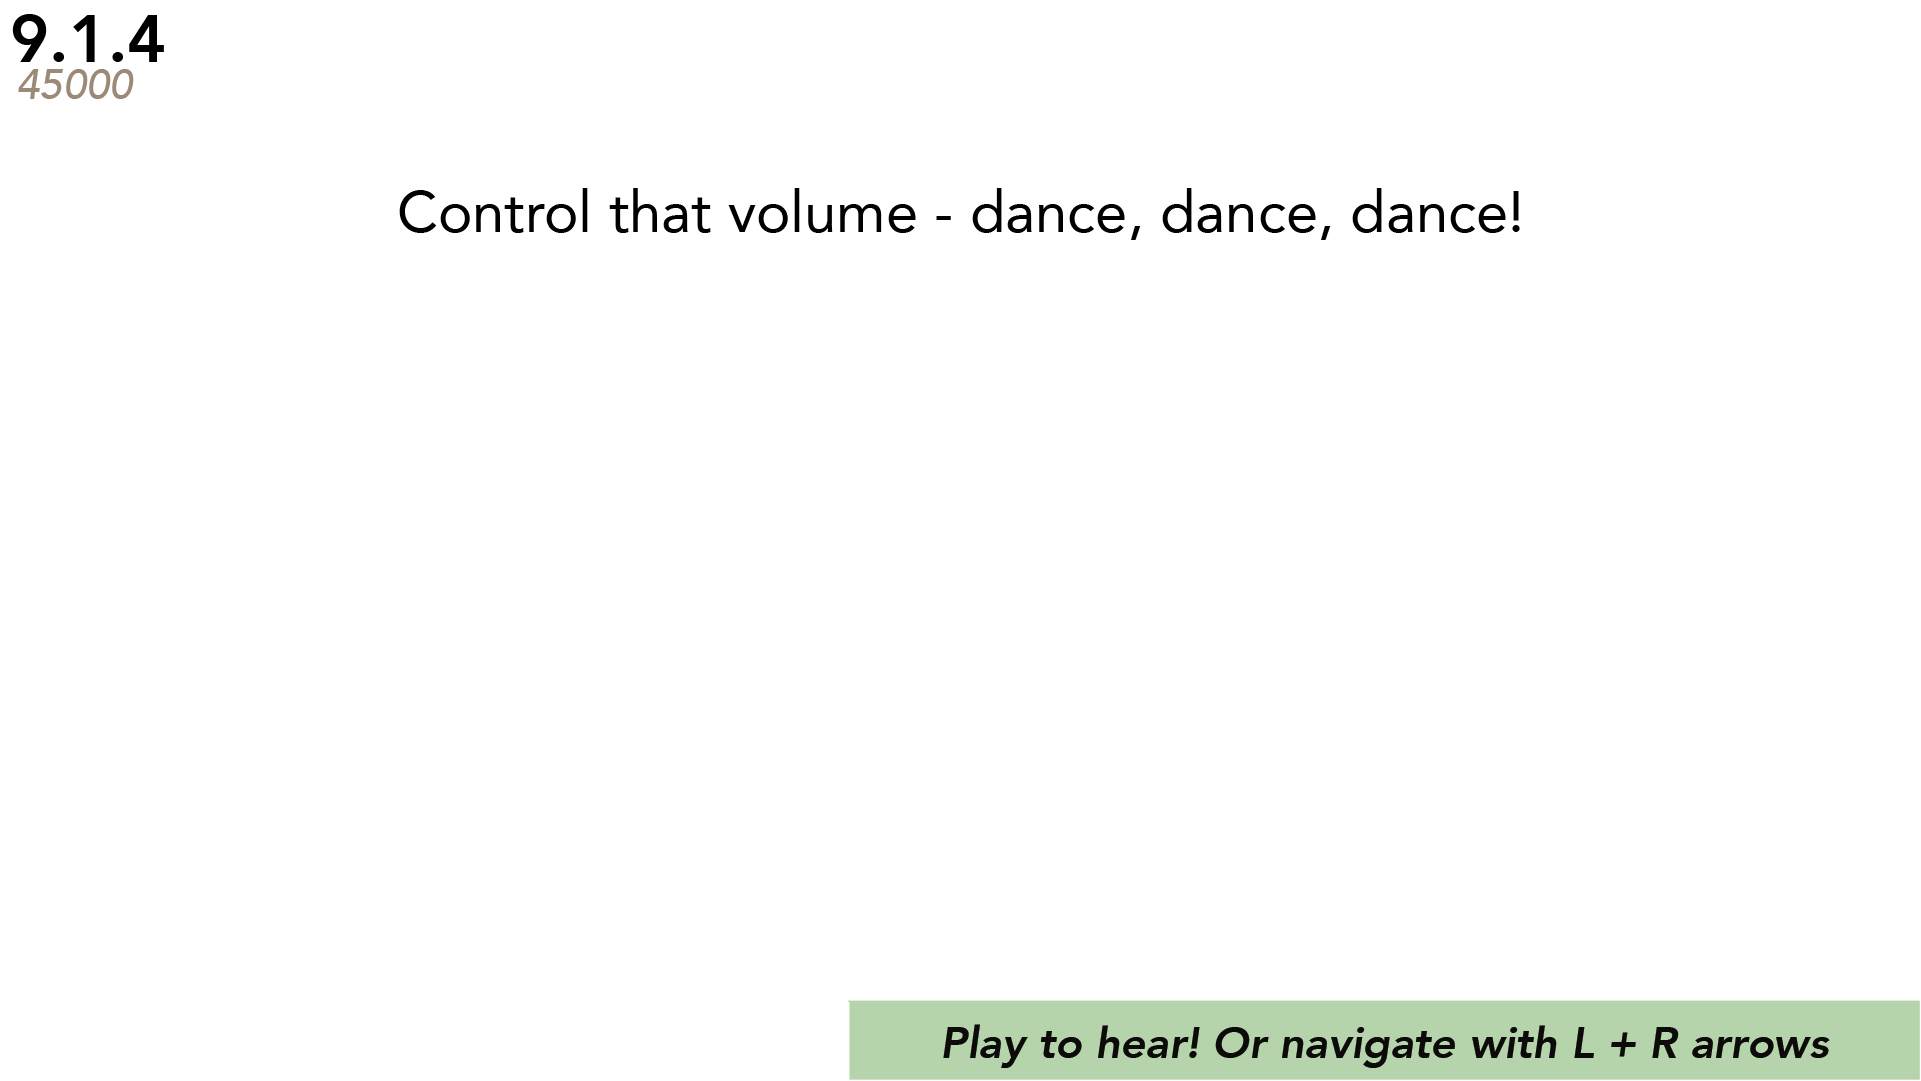 9.1.4
45000
Control that volume - dance, dance, dance!
Play to hear! Or navigate with L + R arrows